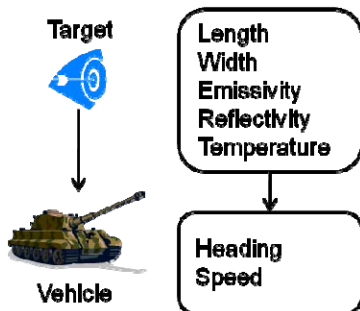 Target
Vehicle
Length
Width
Emissivity
Reflectivity
Temperature
Heading
Speed